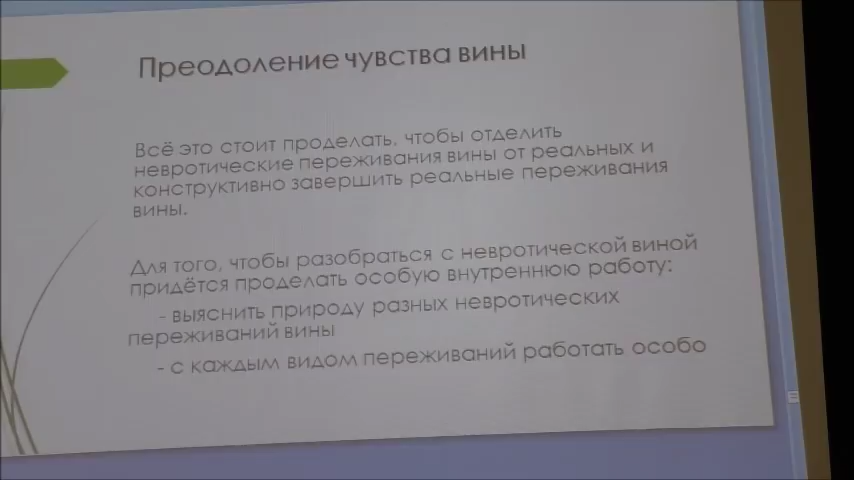 Преодоление чувства вины
Всё это стоит проделать, чтобы отделить
невротические переживания вины от реальных и
конструктивно завершить реальные переживания
вины.
Для того, чтобы разобраться с невротической виной
придётся проделать особую внутреннюю работу:
- выяснить природу разных невротических
переживаний вины
- с каждым видом переживаний работать особо